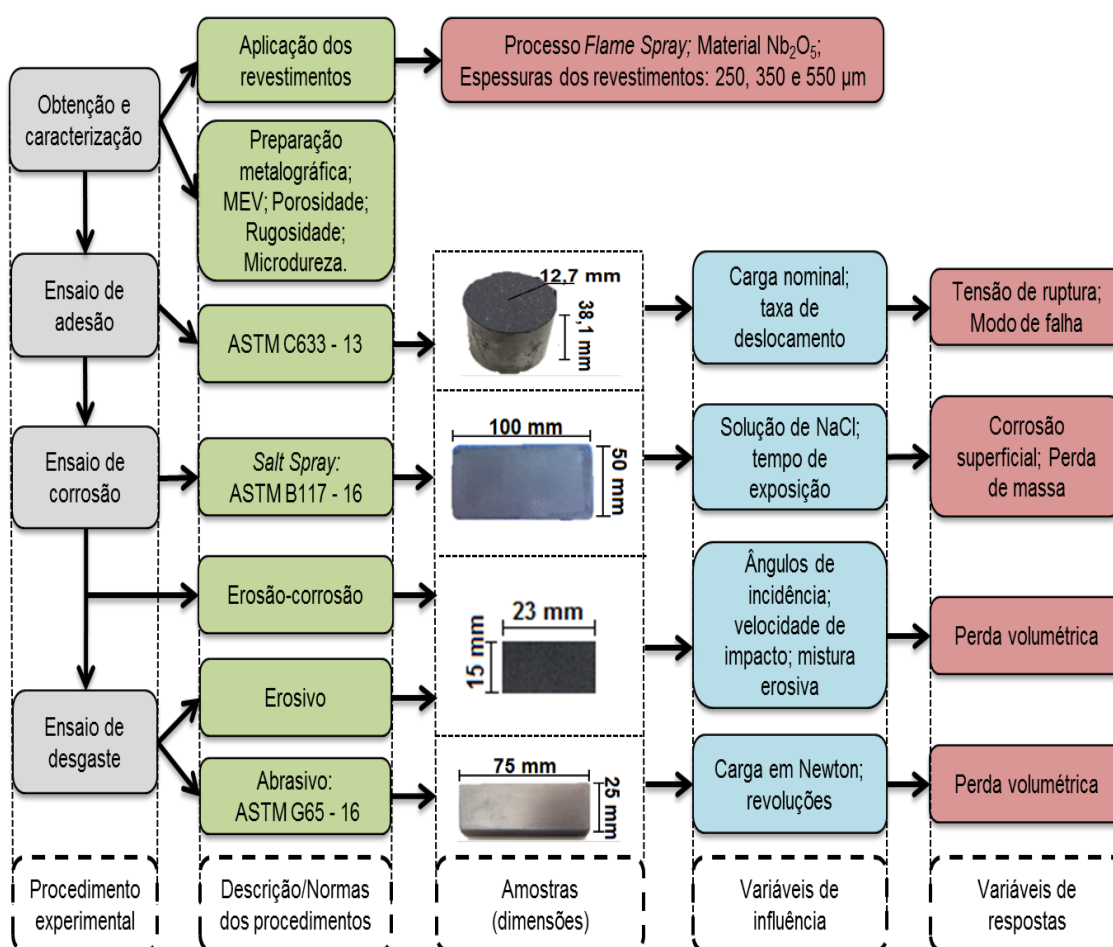 Aplicação dos
revestimentos
Processo Flame Spray; Material Nb₂O₅;
Espessuras dos revestimentos: 250, 350 e 550 µm
Obtenção e
caracterização
Preparação
metalográfica;
MEV; Porosidade;
Rugosidade;
Microdureza.
Ensaio de
adesão
ASTM C633 - 13
12,7 mm
38,1 mm
Carga nominal;
taxa de
deslocamento
Tensão de ruptura;
Modo de falha
Ensaio de
corrosão
Salt Spray:
ASTM B117 - 16
100 mm
50 mm
Solução de NaCl;
tempo de
exposição
Corrosão
superficial; Perda
de massa
Erosão-corrosão
23 mm
15 mm
Ângulos de
incidência;
velocidade de
impacto; mistura
erosiva
Perda volumétrica
Ensaio de
desgaste
Erosivo
Abrasivo:
ASTM G65 - 16
75 mm
25 mm
Carga em Newton;
revoluções
Perda volumétrica
Procedimento
experimental
Descrição/Normas
dos procedimentos
Amostras
(dimensões)
Variáveis de
influência
Variáveis de
respostas